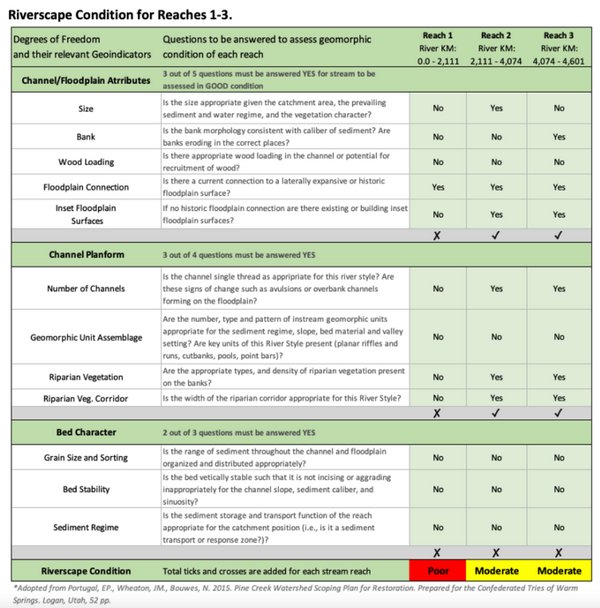 Riverscape Condition for Reaches 1-3.
Degrees of Freedom
and their relevant Geoindicators
Questions to be answered to assess geomorphic
condition of each reach
Reach 1
River KM:
0.0 - 2,111
Reach 2
River KM:
2,111 - 4,074
Reach 3
River KM:
4,074 - 4,601
Channel/Floodplain Atrributes
3 out of 5 questions must be answered YES for stream to be
assessed in GOOD condition
Size
Is the size appropriate given the catchment area, the prevailing
sediment and water regime, and the vegetation character?
No
Yes
No
Bank
Is the bank morphology consistent with caliber of sediment? Are
banks eroding in the correct places?
No
No
Yes
Wood Loading
Is there appropriate wood loading in the channel or potential for
recruitment of wood?
No
No
No
Floodplain Connection
Is there a current connection to a laterally expansive or historic
floodplain surface?
Yes
Yes
Yes
Inset Floodplain
Surfaces
If no historic floodplain connection are there existing or building inset
floodplain surfaces?
No
Yes
Yes
✗ ✓ ✓
Channel Planform
3 out of 4 questions must be answered YES
Number of Channels
Is the channel single thread as appripriate for this river style? Are
these signs of change such as avulsions or overbank channels
forming on the floodplain?
No
Yes
Yes
Geomorphic Unit Assemblage
Are the number, type and pattern of instream geomorphic units
appropriate for the sediment regime, slope, bed material and valley
setting? Are key units of this River Style present (planar riffles and
runs, cutbanks, pools, point bars)?
No
No
No
Riparian Vegetation
Are the appropriate types, and density of riparian vegetation present
on the banks?
No
Yes
Yes
Riparian Veg. Corridor
Is the width of the riparian corridor appropriate for this River Style?
No
Yes
Yes
✗ ✓ ✓
Bed Character
2 out of 3 questions must be answered YES
Grain Size and Sorting
Is the range of sediment throughout the channel and floodplain
organized and distributed appropriately?
No
No
No
Bed Stability
Is the bed vetically stable such that it is not incising or aggrading
inappropriately for the channel slope, sediment caliber, and
sinuosity?
No
No
No
Sediment Regime
Is the sediment storage and transport function of the reach
appropriate for the catchment position (i.e., is it a sediment
transport or response zone?)?
No
No
No
✗ ✗ ✗
Riverscape Condition
Total ticks and crosses are added for each stream reach
Poor
Moderate
Moderate
*Adopted from Portugal, EP., Wheaton, JM., Bouwes, N. 2015. Pine Creek Watershed Scoping Plan for Restoration. Prepared for the Confederated Tries of Warm
Springs. Logan, Utah, 52 pp.